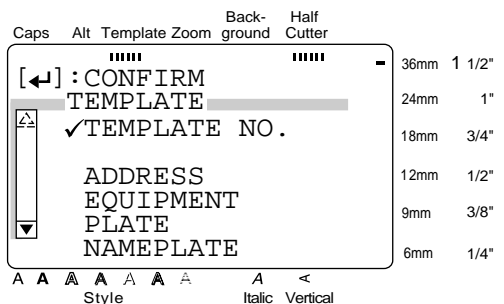 Caps Alt Template Zoom Back-ground Half Cutter
[↵]:CONFIRM
TEMPLATE
✓TEMPLATE NO.
ADDRESS
EQUIPMENT
PLATE
NAMEPLATE
36mm 1 1/2"
24mm 1"
18mm 3/4"
12mm 1/2"
9mm 3/8"
6mm 1/4"
A A A A A A A A A
Style Italic Vertical